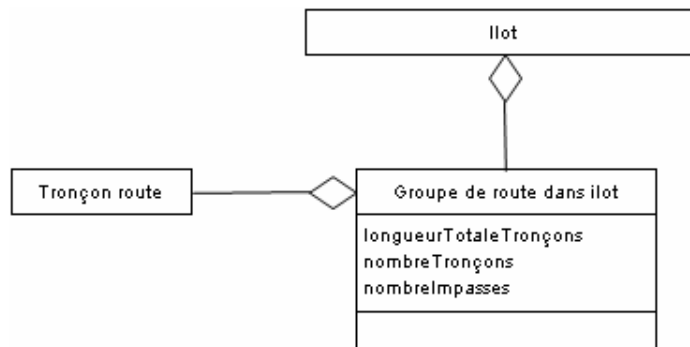 Ilot
Tronçon route
Groupe de route dans ilot
longueurTotaleTronçons
nombreTronçons
nombreImpasses